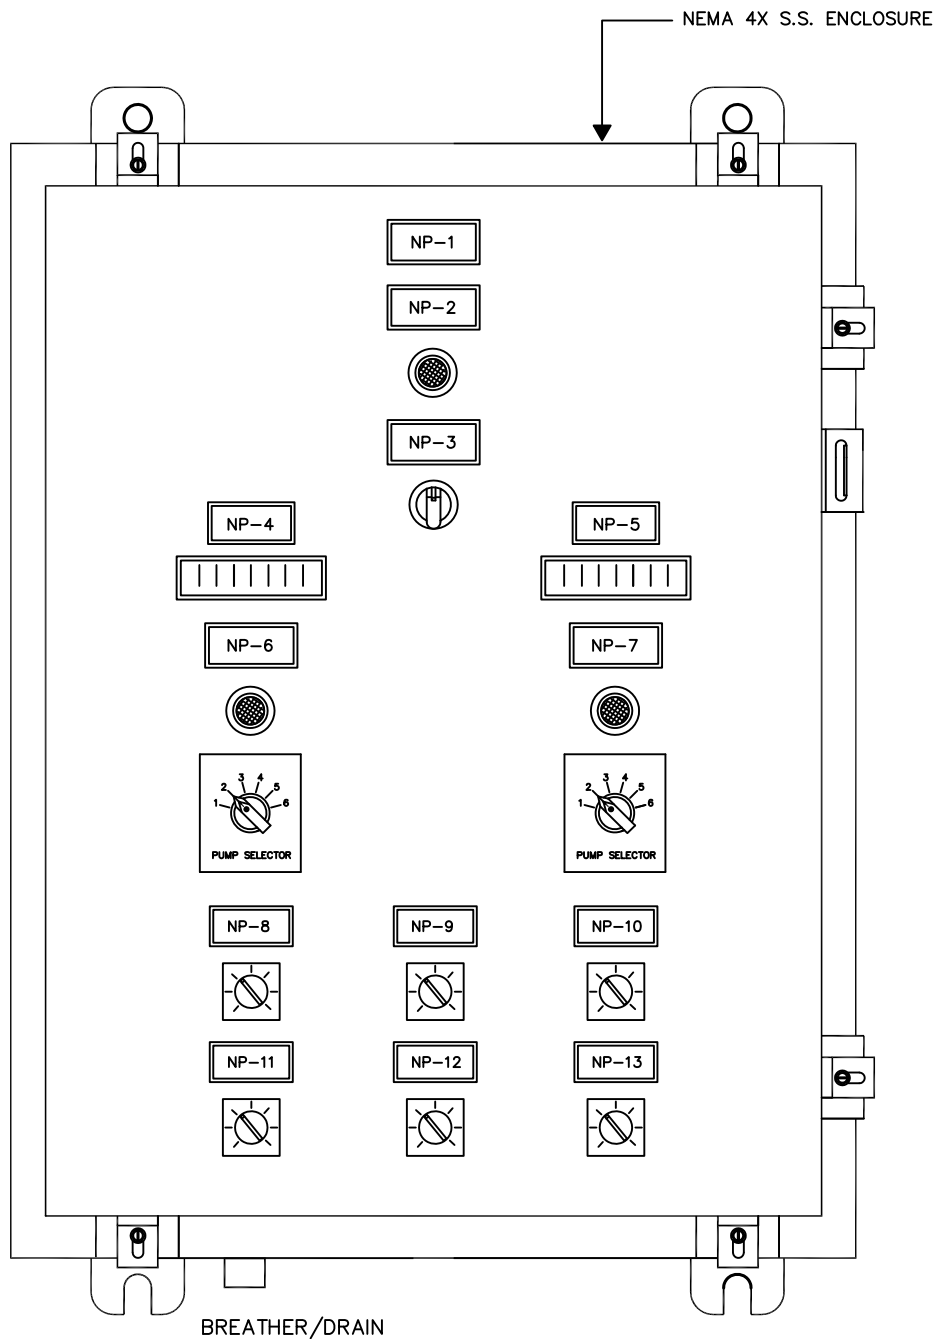 NEMA 4X S.S. ENCLOSURE
NP-1
NP-2
NP-3
NP-4
NP-5
NP-6
NP-7
1 2 3 4 5 6
PUMP SELECTOR
1 2 3 4 5 6
PUMP SELECTOR
NP-8
NP-9
NP-10
NP-11
NP-12
NP-13
BREATHER/DRAIN